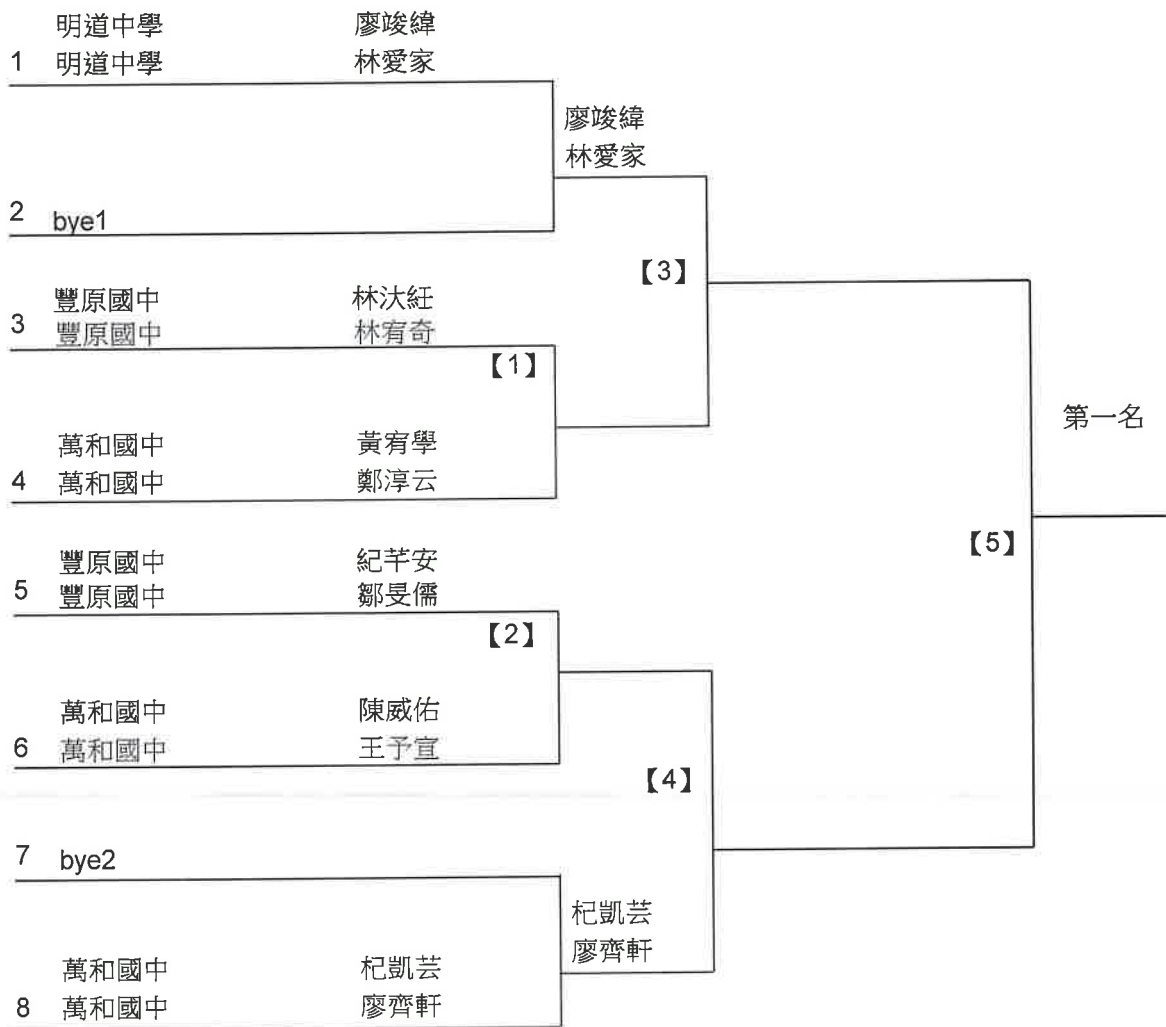 明道中學 廖竣緯
1 明道中學 林愛家
廖竣緯
林愛家
2 bye1
【3】
豐原國中 林汏紝
3 豐原國中 林宥奇
【1】
第一名
萬和國中 黃宥學
4 萬和國中 鄭淳云
【5】
豐原國中 紀芊安
5 豐原國中 鄒旻儒
【2】
萬和國中 陳威佑
6 萬和國中 王予宣
【4】
7 bye2
杞凱芸
廖齊軒
萬和國中 杞凱芸
8 萬和國中 廖齊軒